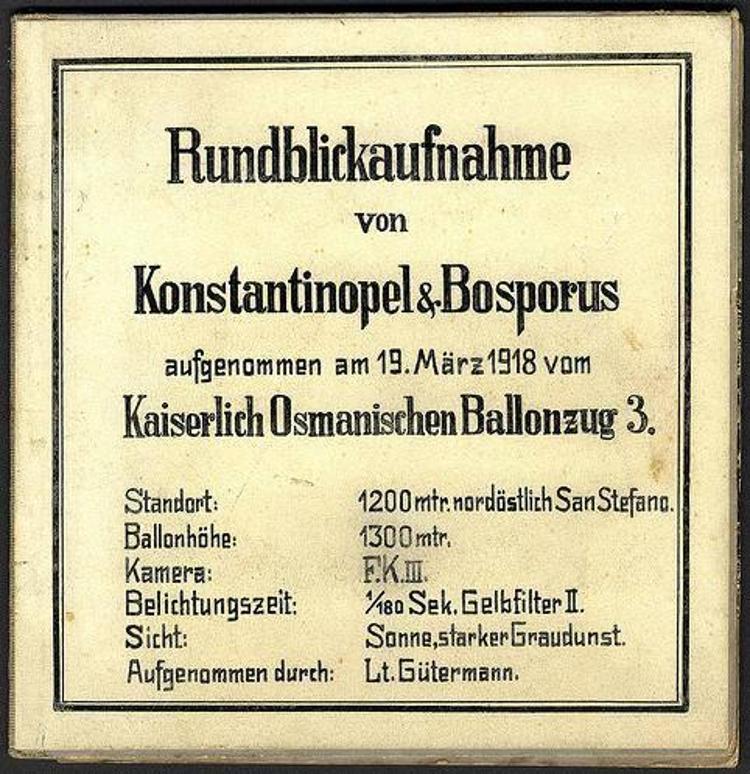 Rundblickaufnahme
von
Konstantinopel & Bosporus
aufgenommen am 19. März 1918 vom
Kaiserlich Osmanischen Ballonzug 3.
Standort: 1200 mtr. nordöstlich San Stefano.
Ballonhöhe: 1300 mtr.
Kamera: F.K. III.
Belichtungszeit: 1/180 Sek. Gelbfilter II.
Sicht: Sonne, starker Graudunst.
Aufgenommen durch: Lt. Gütermann.